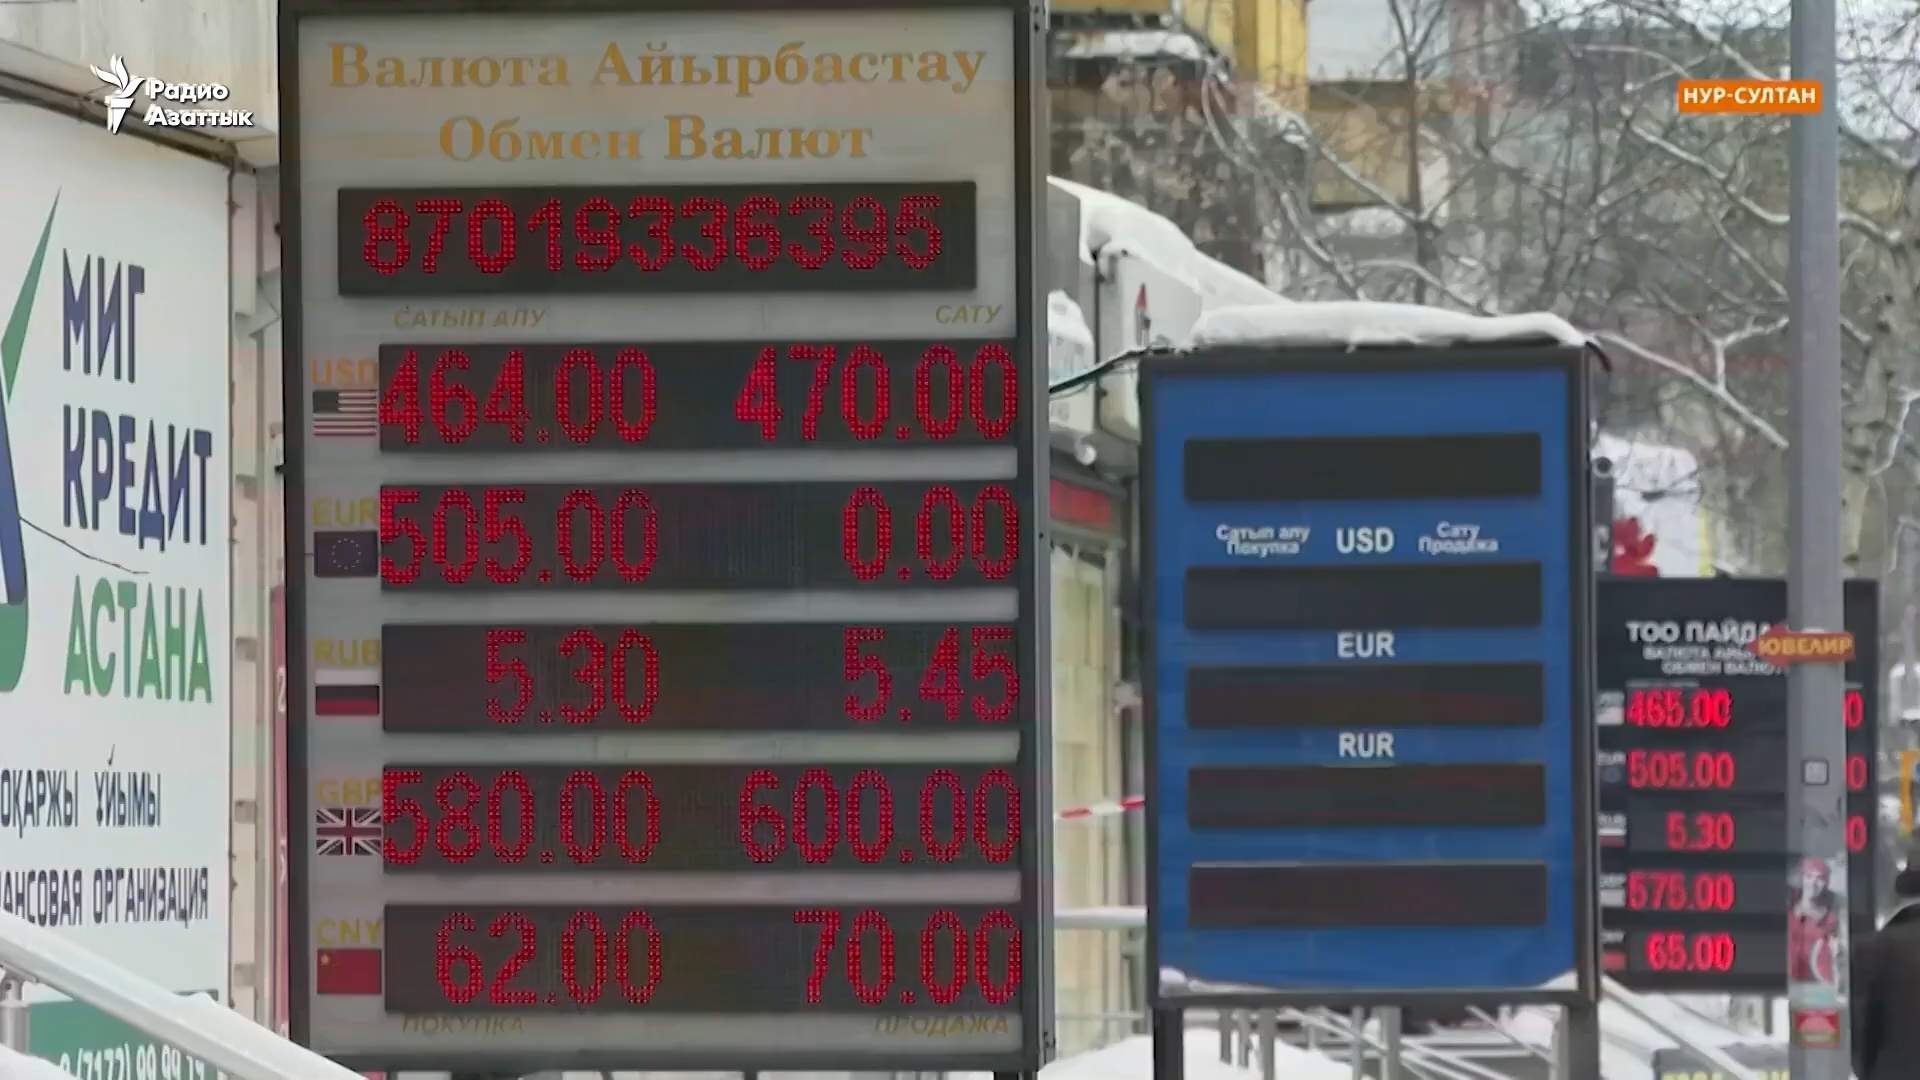 Радио
Азаттык
НУР-СУЛТАН
Валюта Айырбастау
Обмен Валют
87019336395
САТЫП АЛУ САТУ
USD 464.00 470.00
EUR 505.00 0.00
RUB 5.30 5.45
GBP 580.00 600.00
CNY 62.00 70.00
ПОКУПКА ПРОДАЖА
МИГ
КРЕДИТ
АСТАНА
ҰЙЫМЫ
ОРГАНИЗАЦИЯ
Сатып алу USD Сату
Покупка Продажа
EUR
RUR
ТОО
ЮВЕЛИР
465.00
505.00
5.30
575.00
65.00